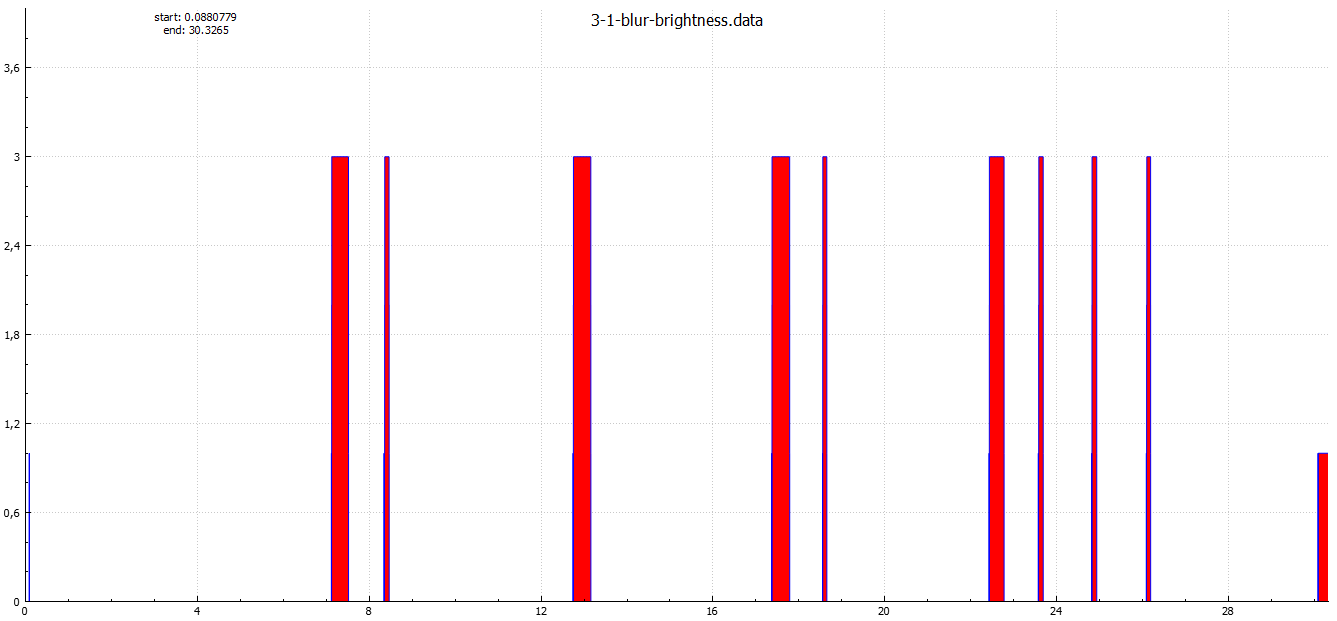 start: 0.0880779
end: 30.3265
3-1-blur-brightness.data
3,6
3
2,4
1,8
1,2
0,6
0
0 4 8 12 16 20 24 28